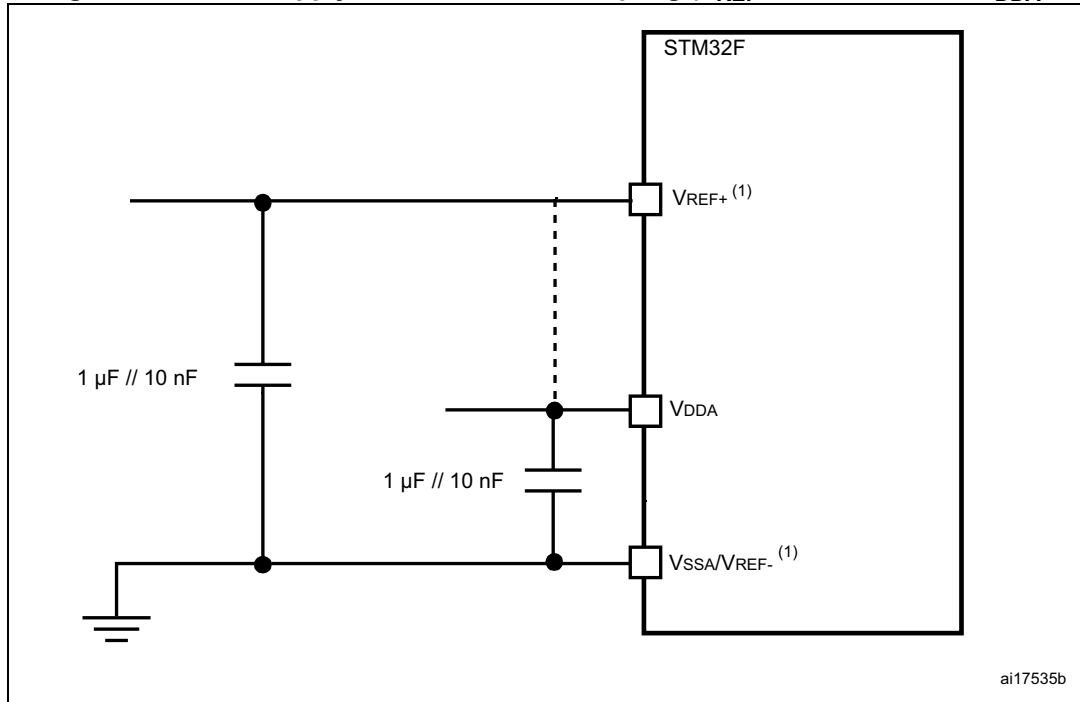 STM32F
VREF+ (1)
1 µF // 10 nF
VDDA
1 µF // 10 nF
VSSA/VREF- (1)
ai17535b